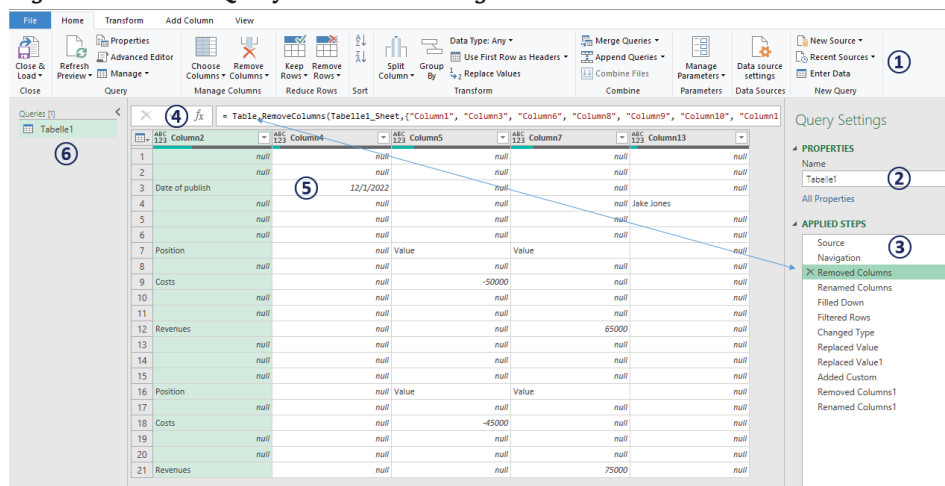 File Home Transform Add Column View
Close & Load
Close
Refresh Preview
Properties
Advanced Editor
Manage
Query
Choose Columns
Remove Columns
Manage Columns
Keep Rows
Remove Rows
Reduce Rows
Sort
Split Column
Group By
Data Type: Any
Use First Row as Headers
1 2 Replace Values
Transform
Merge Queries
Append Queries
Combine Files
Combine
Manage Parameters
Parameters
Data source settings
Data Sources
New Source
Recent Sources
Enter Data
New Query
1
Queries [1]
Tabelle1
6
4
fx = Table.RemoveColumns(Tabelle1_Sheet,{"Column1", "Column3", "Column6", "Column8", "Column9", "Column10", "Column1
ABC 123 Column2 ABC 123 Column4 ABC 123 Column5 ABC 123 Column7 ABC 123 Column13
1 null null null null null
2 null null null null null
3 Date of publish 12/1/2022 null null null
5
4 null null null null Jake Jones
5 null null null null null
6 null null null null null
7 Position null Value Value null
8 null null null null null
9 Costs null -50000 null null
10 null null null null null
11 null null null null null
12 Revenues null null 65000 null
13 null null null null null
14 null null null null null
15 null null null null null
16 Position null Value Value null
17 null null null null null
18 Costs null -45000 null null
19 null null null null null
20 null null null null null
21 Revenues null null 75000 null
Query Settings
PROPERTIES
Name
Tabelle1
2
All Properties
APPLIED STEPS
3
Source
Navigation
Removed Columns
Renamed Columns
Filled Down
Filtered Rows
Changed Type
Replaced Value
Replaced Value1
Added Custom
Removed Columns1
Renamed Columns1